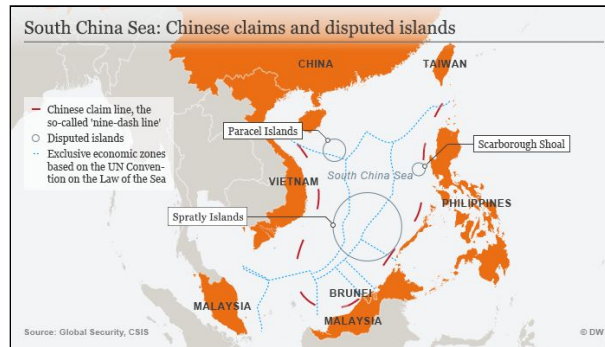 South China Sea: Chinese claims and disputed islands
CHINA
TAIWAN
Chinese claim line, the
so-called 'nine-dash line'
Disputed islands
Exclusive economic zones
based on the UN Conven-
tion on the Law of the Sea
Paracel Islands
Scarborough Shoal
South China Sea
VIETNAM
PHILIPPINES
Spratly Islands
BRUNEI
MALAYSIA
MALAYSIA
Source: Global Security, CSIS
© DW